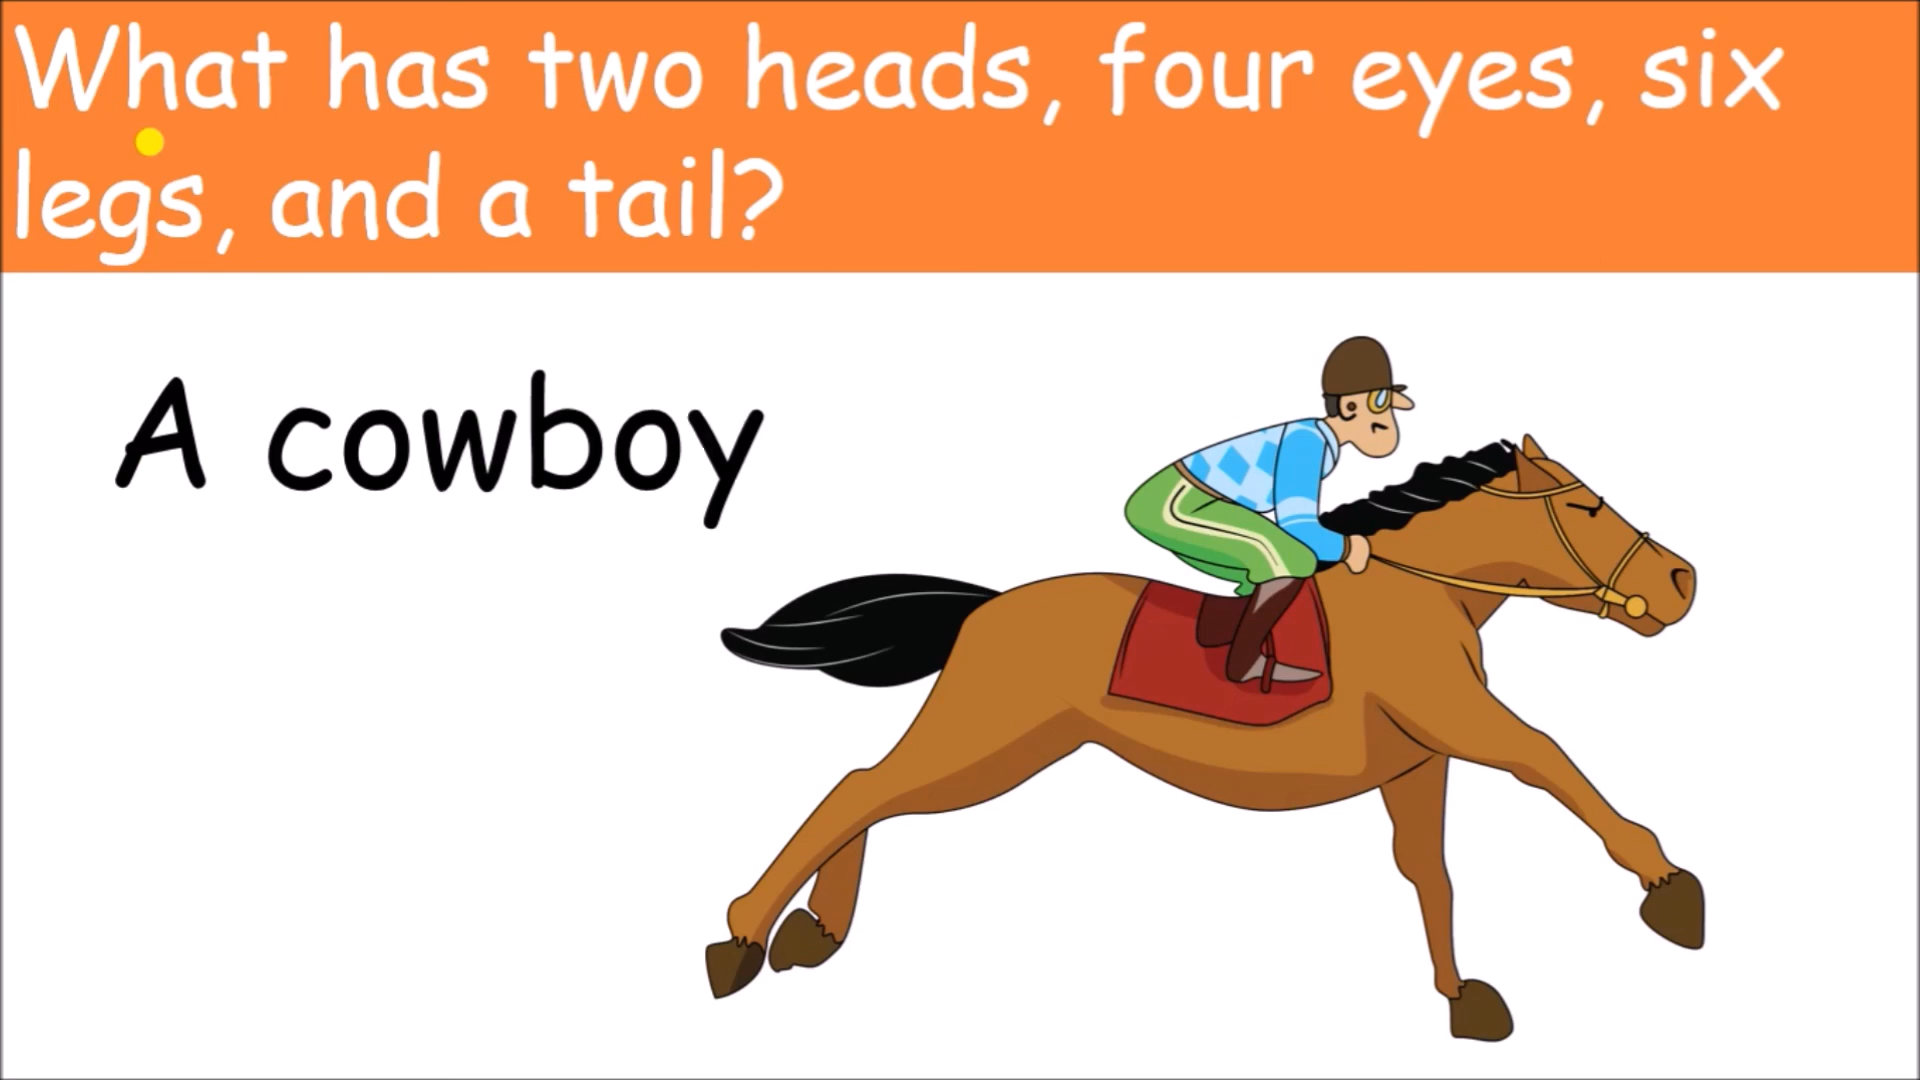 What has two heads, four eyes, six
legs, and a tail?
A cowboy